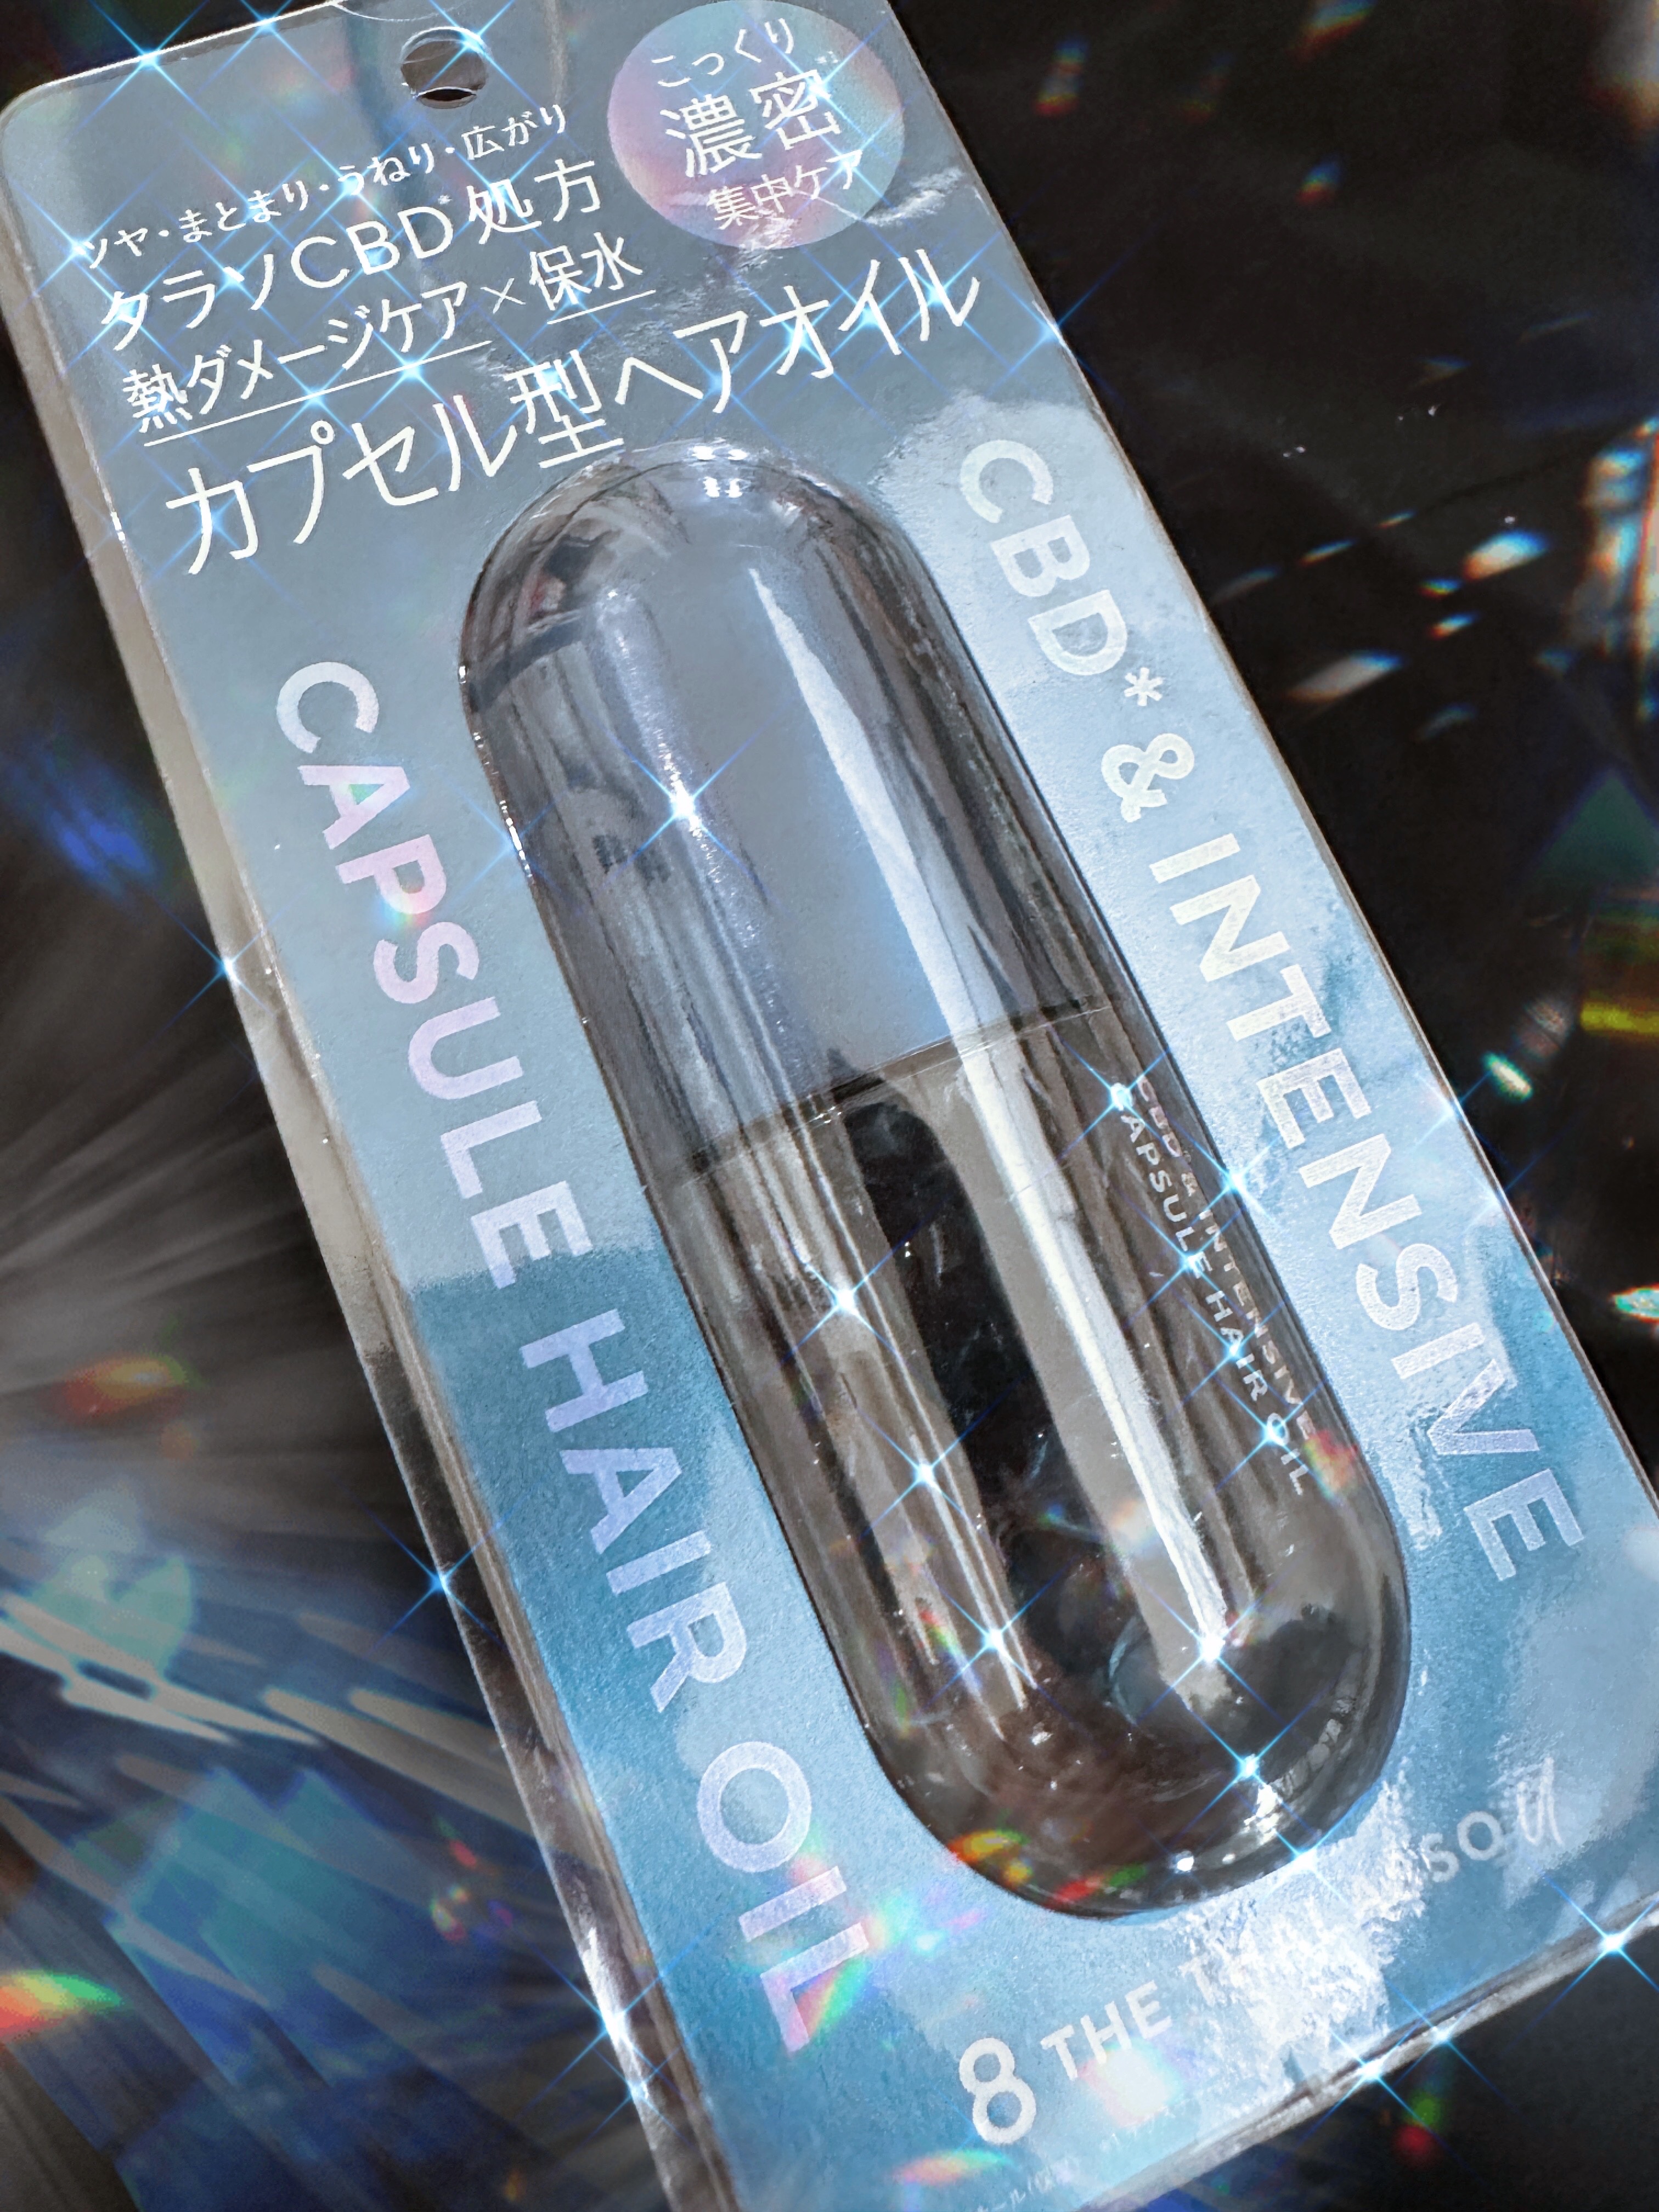 こっくり
濃密※1
集中ケア
ツヤ・まとまり・うねり・広がり
タラソCBD*処方
熱ダメージケア×保水
カプセル型ヘアオイル
CBD* & INTENSIVE
CAPSULE HAIR OIL
CBD* & INTENSIVE
CAPSULE HAIR OIL
8 THE THALASSO u